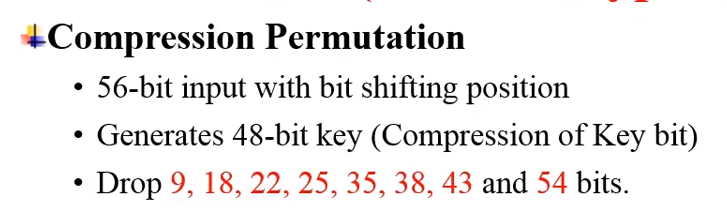 Compression Permutation
• 56-bit input with bit shifting position
• Generates 48-bit key (Compression of Key bit)
• Drop 9, 18, 22, 25, 35, 38, 43 and 54 bits.